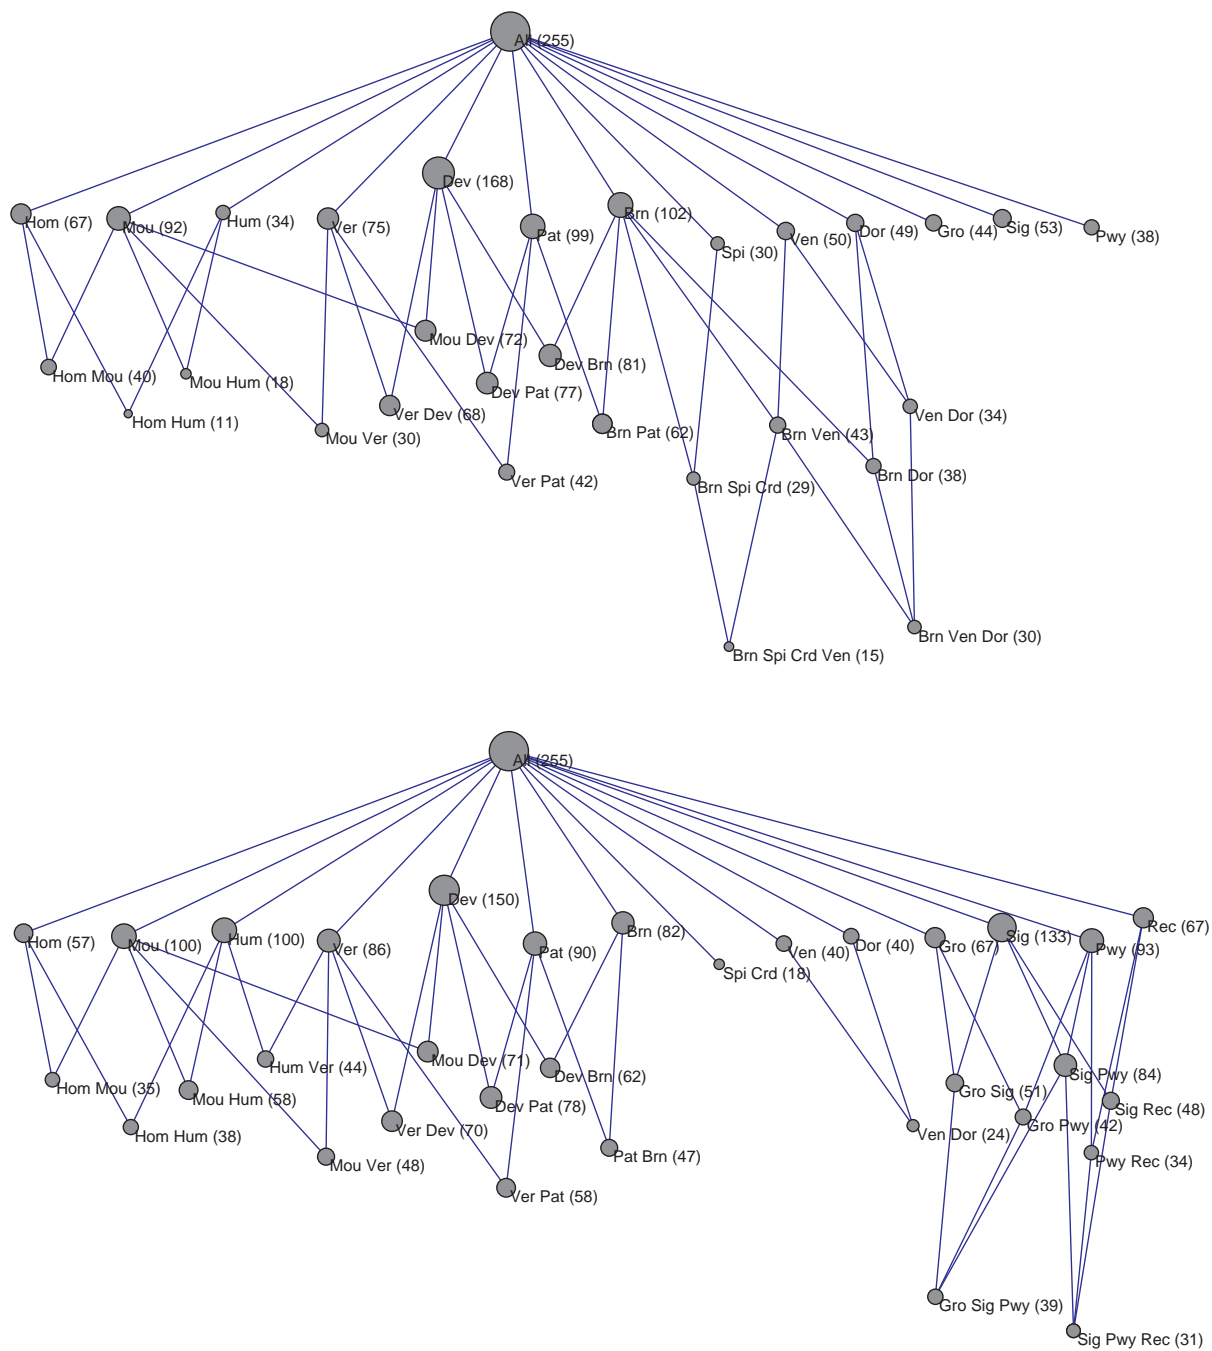 All (255)
Dev (168)
Hom (67)
Mou (92)
Hum (34)
Ver (75)
Pat (99)
Brn (102)
Spi (30)
Ven (50)
Dor (49)
Gro (44)
Sig (53)
Pwy (38)
Mou Dev (72)
Dev Brn (81)
Hom Mou (40)
Mou Hum (18)
Dev Pat (77)
Hom Hum (11)
Ver Dev (68)
Ven Dor (34)
Mou Ver (30)
Brn Pat (62)
Brn Ven (43)
Ver Pat (42)
Brn Spi Crd (29)
Brn Dor (38)
Brn Ven Dor (30)
Brn Spi Crd Ven (15)
All (255)
Dev (150)
Hom (57)
Mou (100)
Hum (100)
Ver (86)
Pat (90)
Brn (82)
Spi Crd (18)
Ven (40)
Dor (40)
Gro (67)
Sig (133)
Pwy (93)
Rec (67)
Hum Ver (44)
Mou Dev (71)
Dev Brn (62)
Sig Pwy (84)
Hom Mou (35)
Mou Hum (58)
Dev Pat (78)
Gro Sig (51)
Sig Rec (48)
Hom Hum (38)
Ver Dev (70)
Ven Dor (24)
Gro Pwy (42)
Mou Ver (48)
Pat Brn (47)
Pwy Rec (34)
Ver Pat (58)
Gro Sig Pwy (39)
Sig Pwy Rec (31)